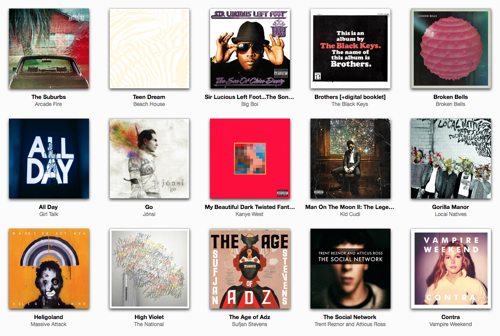 SIR LUCIOUS LEFT FOOT
This is an
album by
The Black Keys.
The name of
this album is
Brothers.
BROKEN BELLS
The Suburbs
Arcade Fire
Teen Dream
Beach House
Sir Lucious Left Foot...The Son...
Big Boi
Brothers [+digital booklet]
The Black Keys
Broken Bells
Broken Bells
ALL
DAY
jónsi
go
LOCAL NATIVES
All Day
Girl Talk
Go
Jónsi
My Beautiful Dark Twisted Fant...
Kanye West
Man On The Moon II: The Lege...
Kid Cudi
Gorilla Manor
Local Natives
THE AGE
SUFJAN
STEVENS
OF
ADZ
TRENT REZNOR AND ATTICUS ROSS
THE SOCIAL NETWORK
VAMPIRE
WEEKEND
CONTRA
Heligoland
Massive Attack
High Violet
The National
The Age of Adz
Sufjan Stevens
The Social Network
Trent Reznor and Atticus Ross
Contra
Vampire Weekend